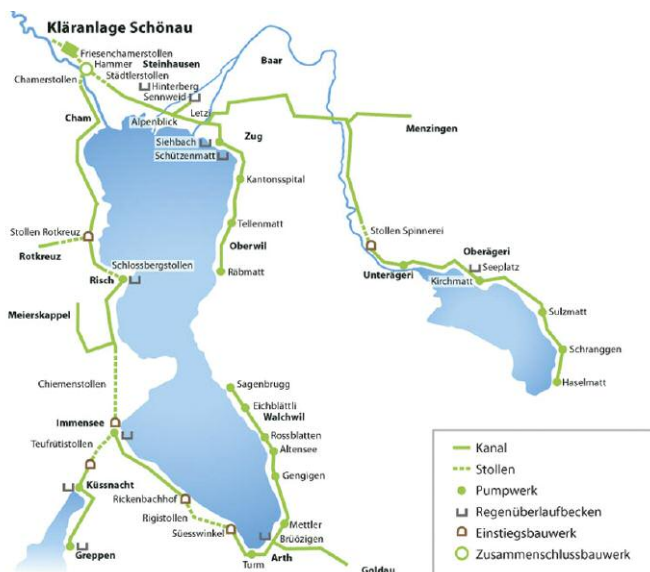 Kläranlage Schönau
Friesenchamerstollen
Hammer
Steinhausen
Städtlerstollen
Chamerstollen
Hinterberg
Sennweid
Baar
Letzi
Alpenblick
Cham
Zug
Menzingen
Siehbach
Schützenmatt
Kantonsspital
Tellenmatt
Stollen Rotkreuz
Stollen Spinnerei
Oberwil
Oberägeri
Rotkreuz
Schlossbergstollen
Räbmatt
Seeplatz
Risch
Unterägeri
Kirchmatt
Meierskappel
Sulzmatt
Schranggen
Chiemenstollen
Sagenbrugg
Haselmatt
Eichblättli
Walchwil
Immensee
Rossblatten
Teufrütistollen
Altensee
Gengigen
Küssnacht
Rickenbachhof
Rigistollen
Mettler
Süesswinkel
Brüözigen
Greppen
Turm
Arth
Goldau
Kanal
Stollen
Pumpwerk
Regenüberlaufbecken
Einstiegsbauwerk
Zusammenschlussbauwerk